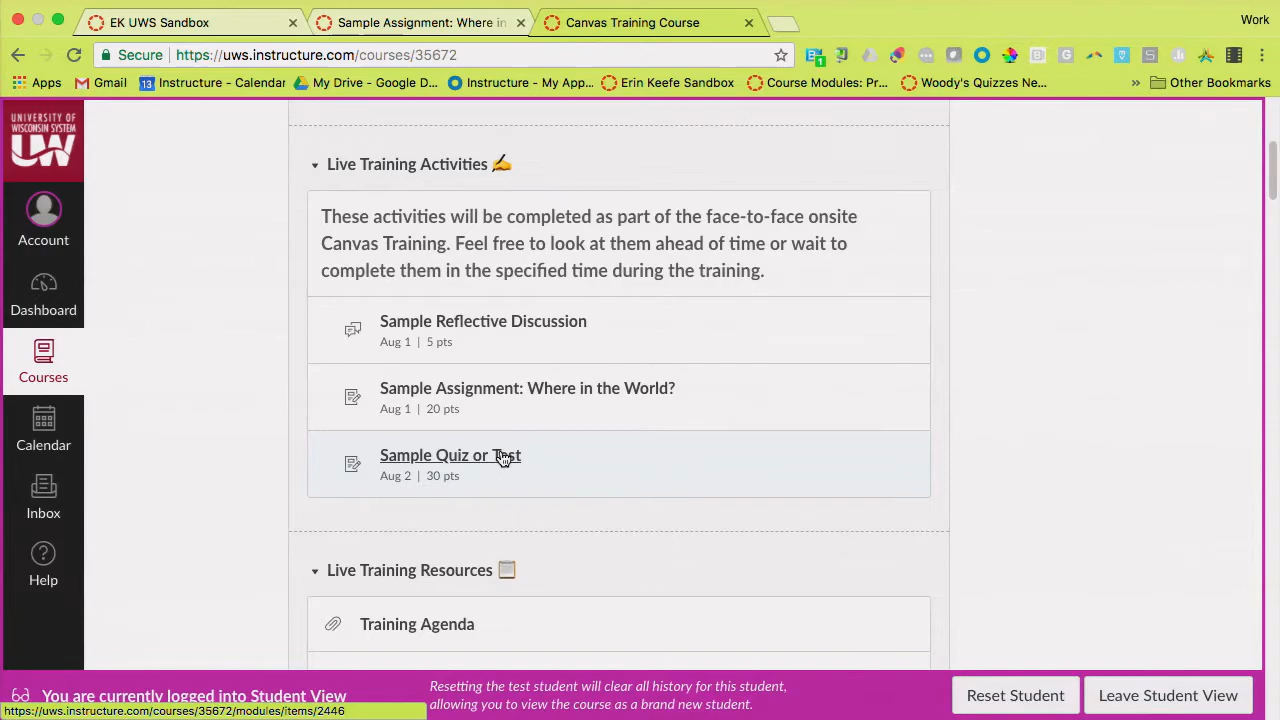 EK UWS Sandbox
Sample Assignment: Where in
Canvas Training Course
Work
Secure https://uws.instructure.com/courses/35672
Apps Gmail Instructure - Calendar My Drive - Google D... Instructure - My App... Erin Keefe Sandbox Course Modules: Pr... Woody's Quizzes Ne... » Other Bookmarks
UNIVERSITY OF
WISCONSIN SYSTEM
UW
Account
Dashboard
Courses
Calendar
Inbox
Help
Live Training Activities ✍
These activities will be completed as part of the face-to-face onsite
Canvas Training. Feel free to look at them ahead of time or wait to
complete them in the specified time during the training.
Sample Reflective Discussion
Aug 1 | 5 pts
Sample Assignment: Where in the World?
Aug 1 | 20 pts
Sample Quiz or Test
Aug 2 | 30 pts
Live Training Resources 📋
Training Agenda
You are currently logged into Student View
Resetting the test student will clear all history for this student,
allowing you to view the course as a brand new student.
Reset Student
Leave Student View
https://uws.instructure.com/courses/35672/modules/items/2446